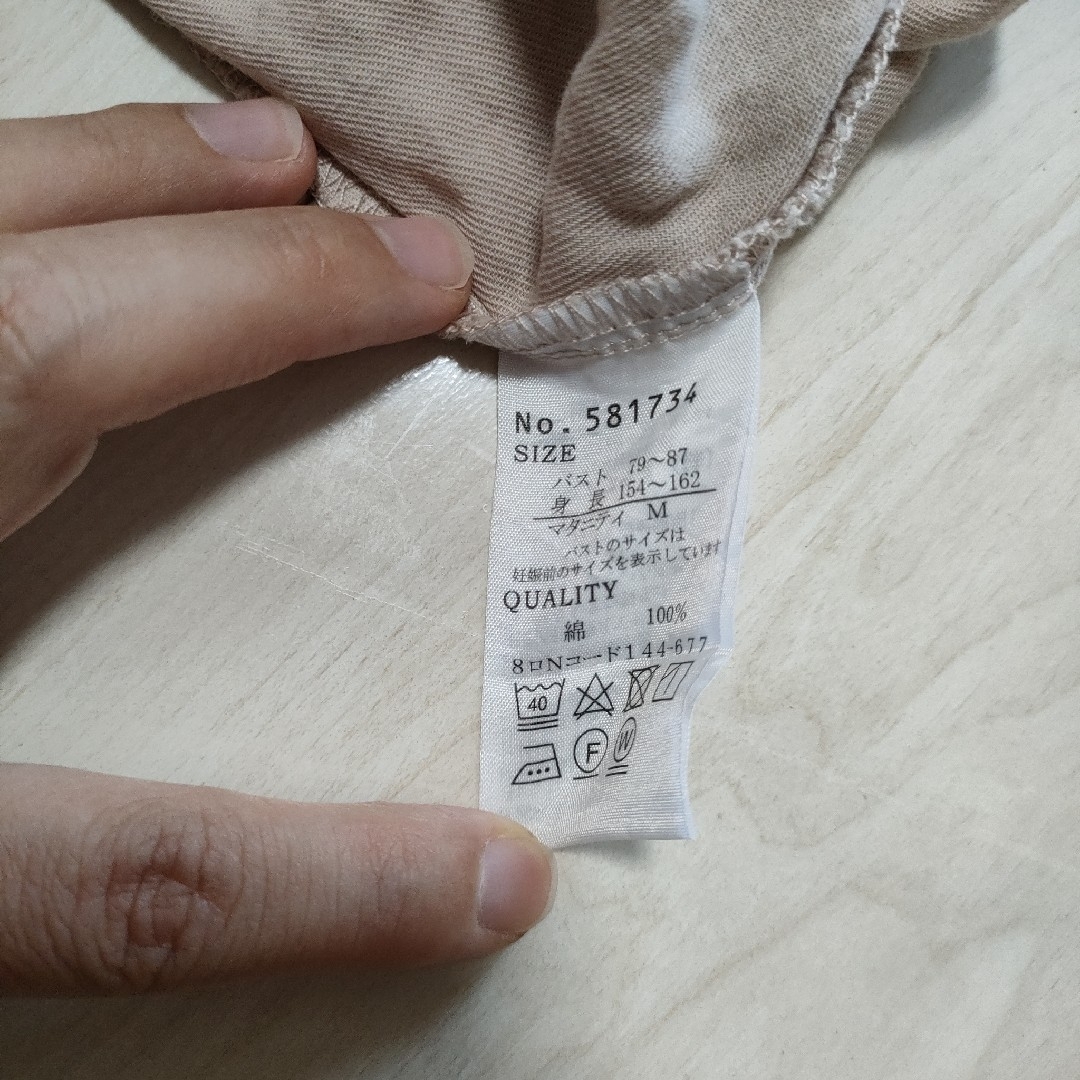 No. 581734
SIZE
バスト 79～87
身 長 154～162
マタニティ M
バストのサイズは
妊娠前のサイズを表示しています
QUALITY
綿 100%
8ロNコード144-677
40
F W